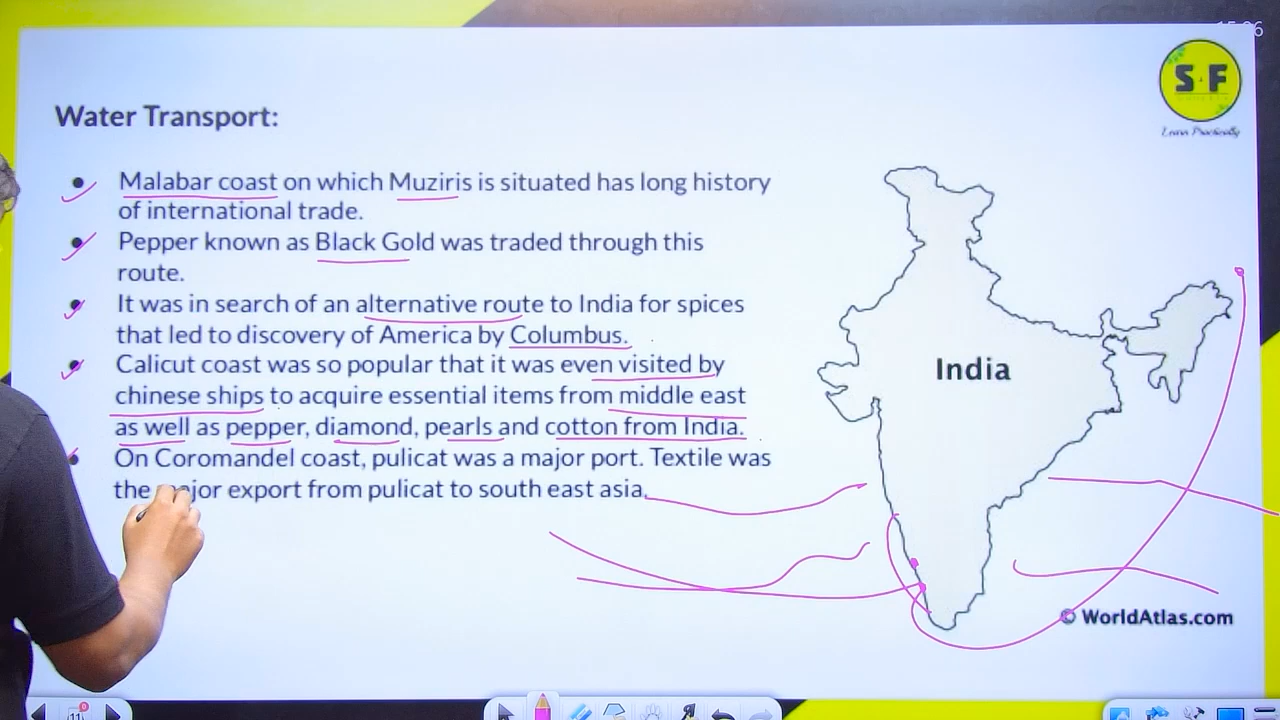 S F
Learn Practically
Water Transport:
Malabar coast on which Muziris is situated has long history
of international trade.
Pepper known as Black Gold was traded through this
route.
It was in search of an alternative route to India for spices
that led to discovery of America by Columbus.
Calicut coast was so popular that it was even visited by
chinese ships to acquire essential items from middle east
as well as pepper, diamond, pearls and cotton from India.
On Coromandel coast, pulicat was a major port. Textile was
the major export from pulicat to south east asia.
India
© WorldAtlas.com
11